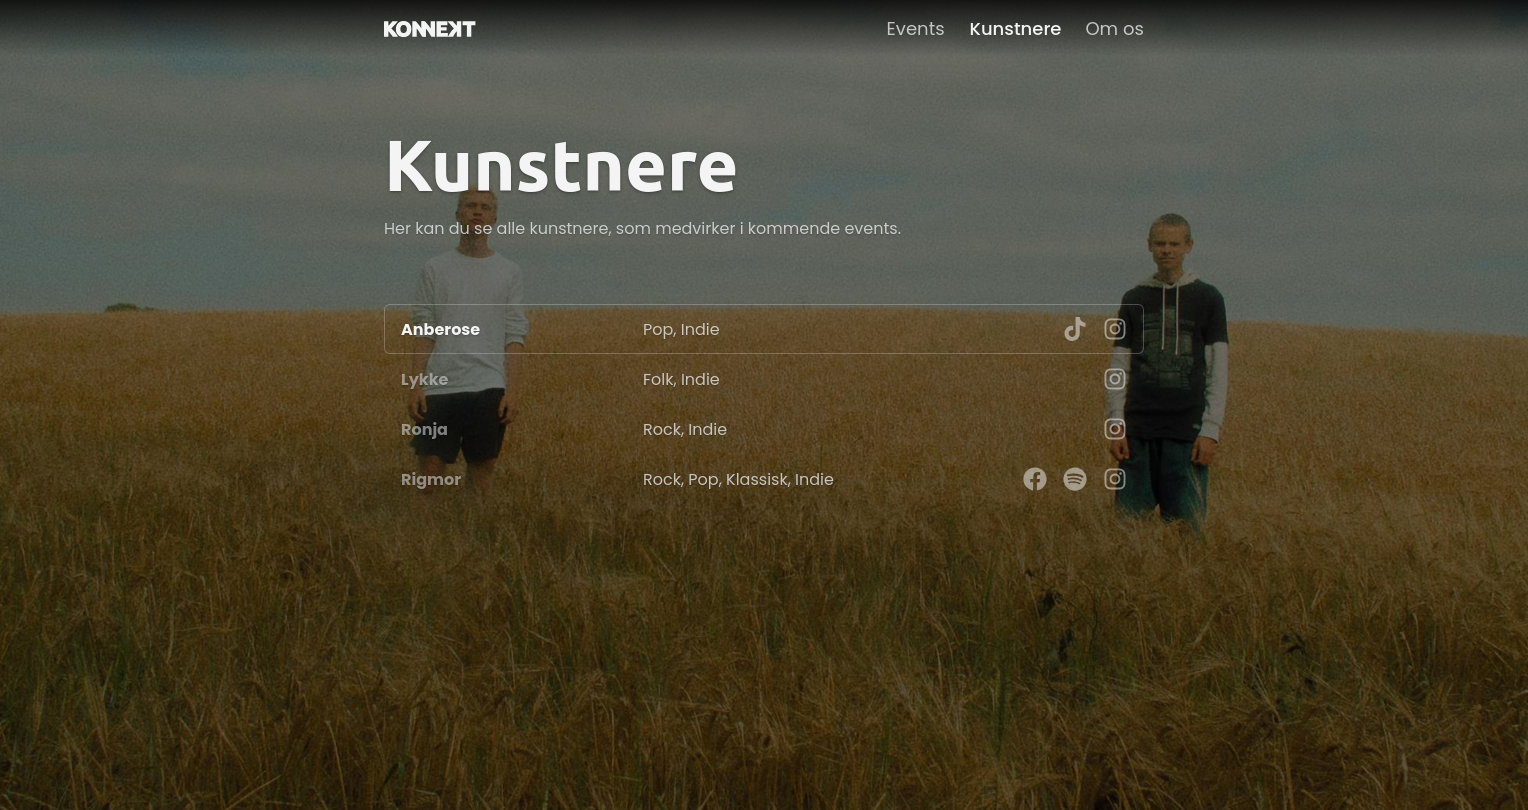 KONNEKT
Events Kunstnere Om os
Kunstnere
Her kan du se alle kunstnere, som medvirker i kommende events.
Anberose Pop, Indie
Lykke Folk, Indie
Ronja Rock, Indie
Rigmor Rock, Pop, Klassisk, Indie